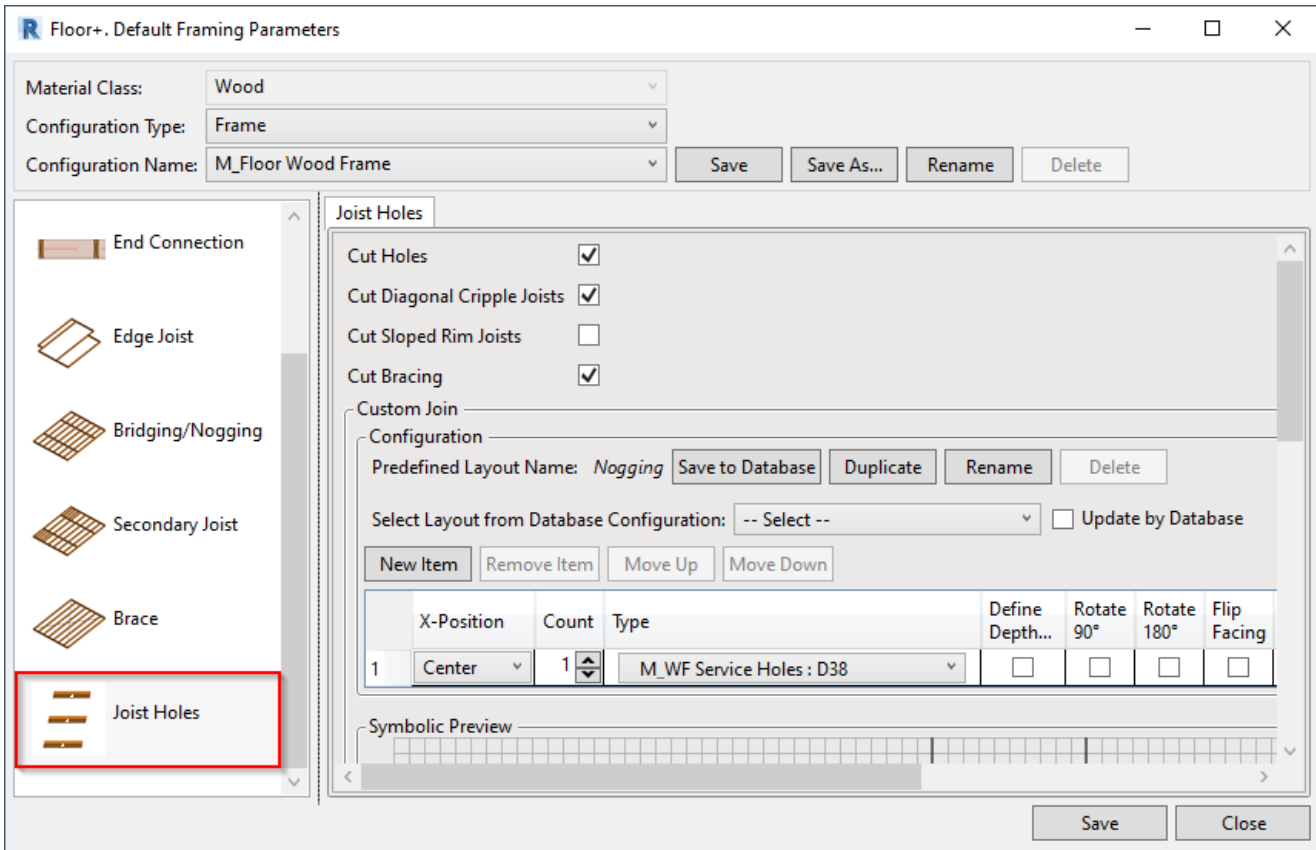 Floor+. Default Framing Parameters
Material Class: Wood
Configuration Type: Frame
Configuration Name: M_Floor Wood Frame Save Save As... Rename Delete
End Connection
Edge Joist
Bridging/Nogging
Secondary Joist
Brace
Joist Holes
Joist Holes
Cut Holes
Cut Diagonal Cripple Joists
Cut Sloped Rim Joists
Cut Bracing
Custom Join
Configuration
Predefined Layout Name: Nogging Save to Database Duplicate Rename Delete
Select Layout from Database Configuration: -- Select -- Update by Database
New Item Remove Item Move Up Move Down
X-Position Count Type Define Depth... Rotate 90° Rotate 180° Flip Facing
1 Center 1 M_WF Service Holes : D38
Symbolic Preview
Save Close